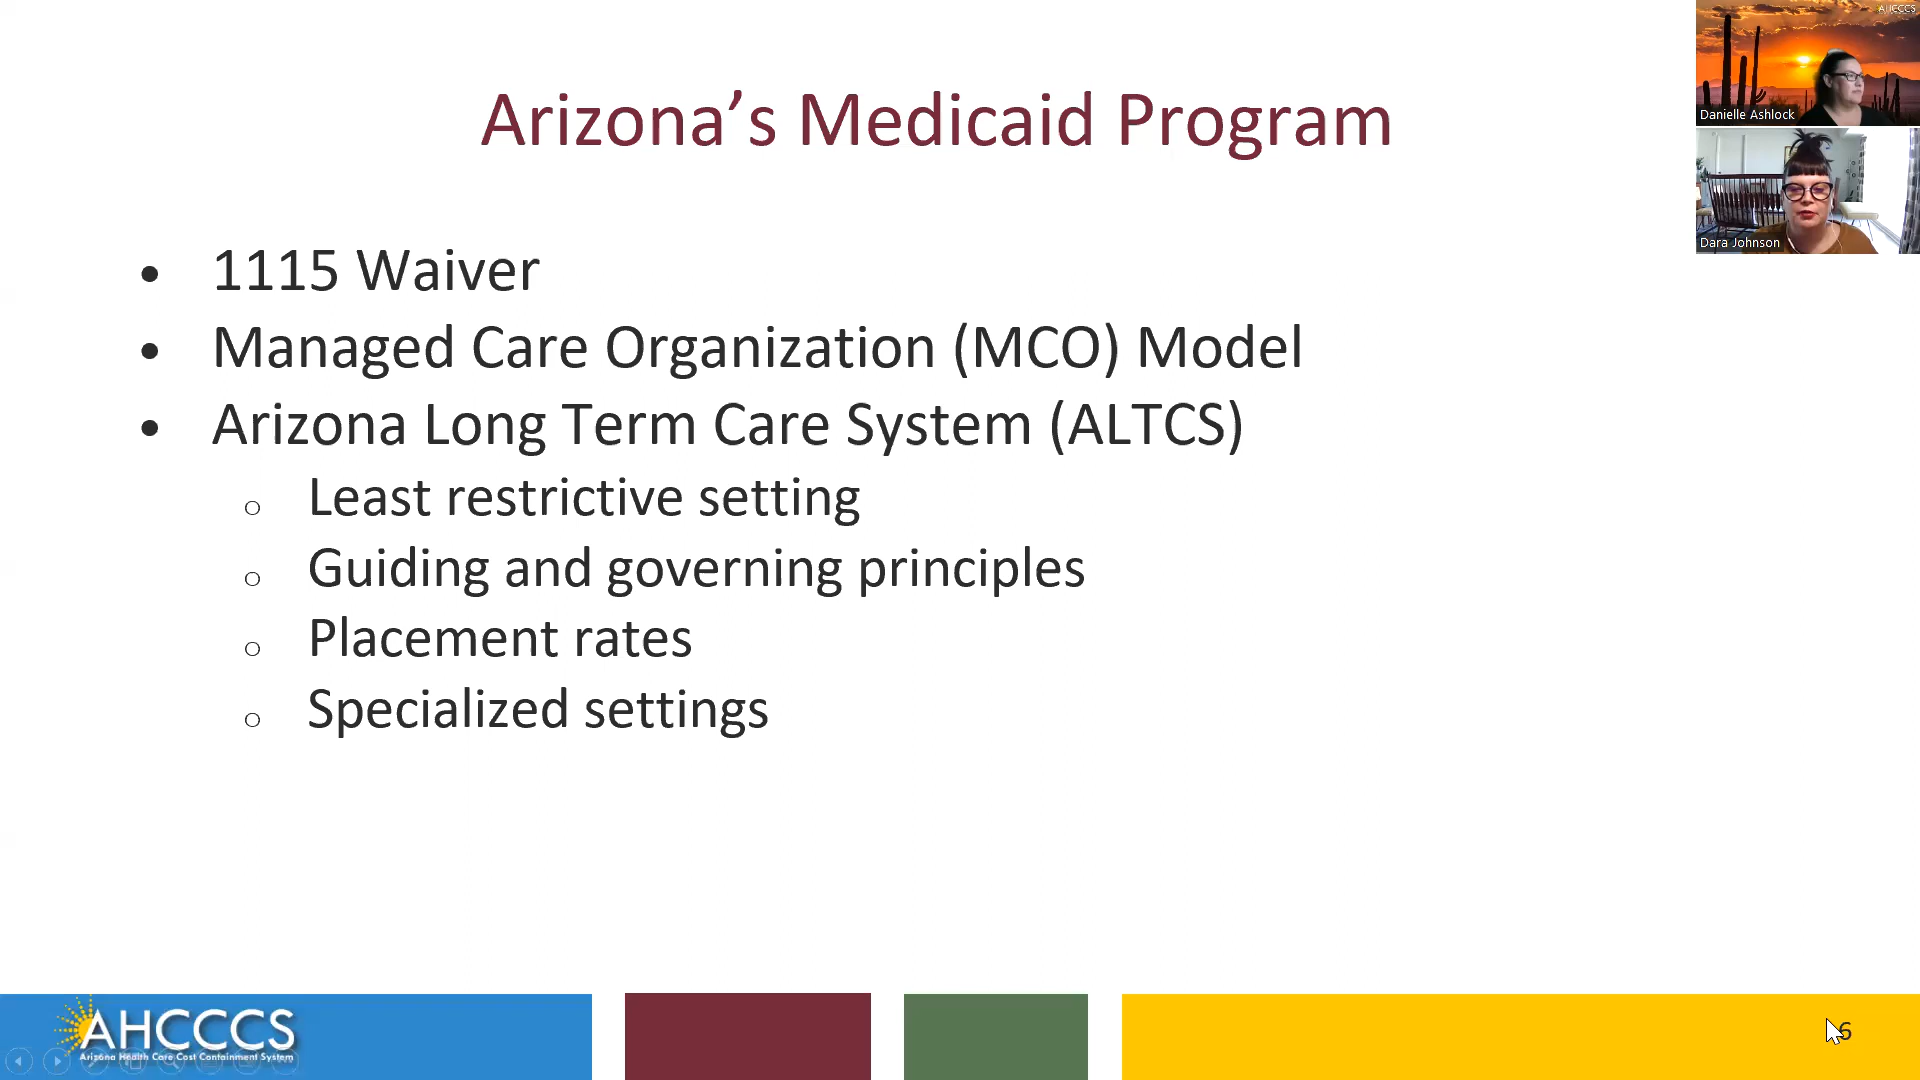 Arizona’s Medicaid Program
• 1115 Waiver
• Managed Care Organization (MCO) Model
• Arizona Long Term Care System (ALTCS)
o Least restrictive setting
o Guiding and governing principles
o Placement rates
o Specialized settings
AHCCCS
Danielle Ashlock
Dara Johnson
AHCCCS
Arizona Health Care Cost Containment System
6